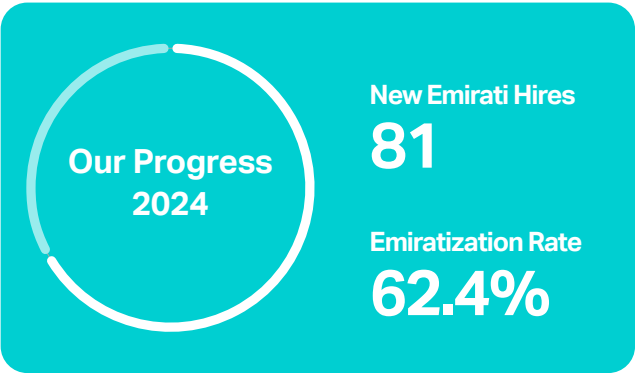 Our Progress
2024
New Emirati Hires
81
Emiratization Rate
62.4%